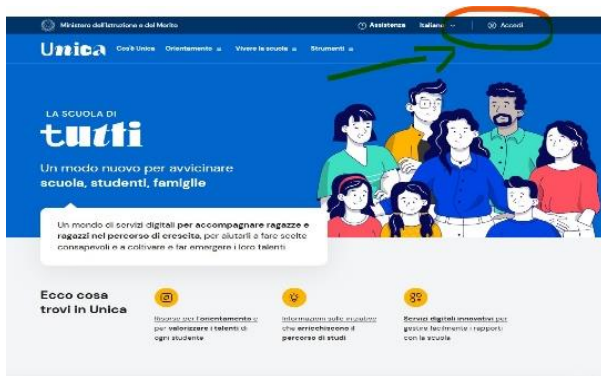 Ministero dell'Istruzione e del Merito
Assistenza Italiano Accedi
Unica Cos'è Unica Orientamento Vivere la scuola Strumenti
LA SCUOLA DI
tutti
Un modo nuovo per avvicinare
scuola, studenti, famiglie
Un mondo di servizi digitali per accompagnare ragazze e
ragazzi nel percorso di crescita, per aiutarli a fare scelte
consapevoli e a coltivare e far emergere i loro talenti
Ecco cosa
trovi in Unica
Risorse per l'orientamento e
per valorizzare i talenti di
ogni studente
Informazioni sulle iniziative
che arricchiscono il
percorso di studi
Servizi digitali innovativi per
gestire facilmente i rapporti
con la scuola